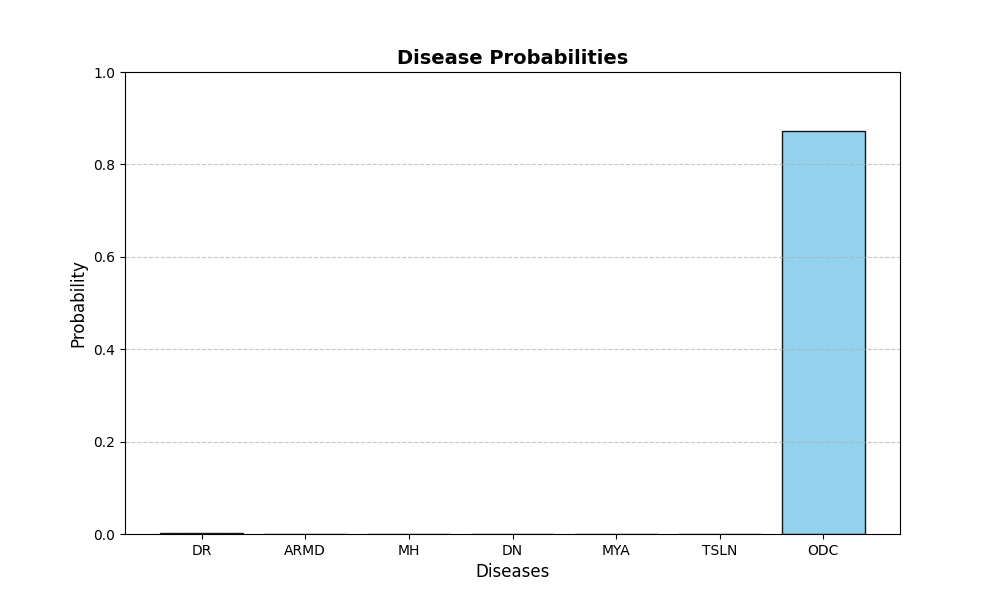 Disease Probabilities
1.0
0.8
0.6
0.4
0.2
0.0
Probability
DR ARMD MH DN MYA TSLN ODC
Diseases